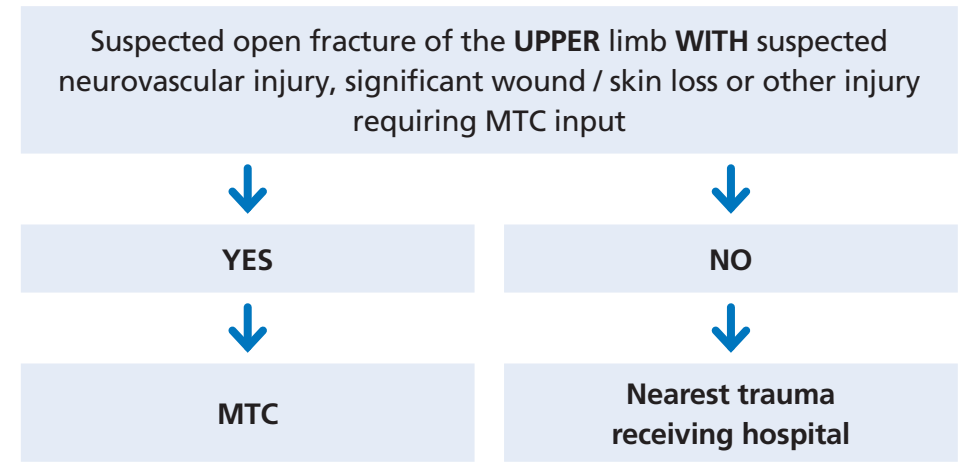 Suspected open fracture of the UPPER limb WITH suspected
neurovascular injury, significant wound / skin loss or other injury
requiring MTC input
YES
NO
MTC
Nearest trauma
receiving hospital